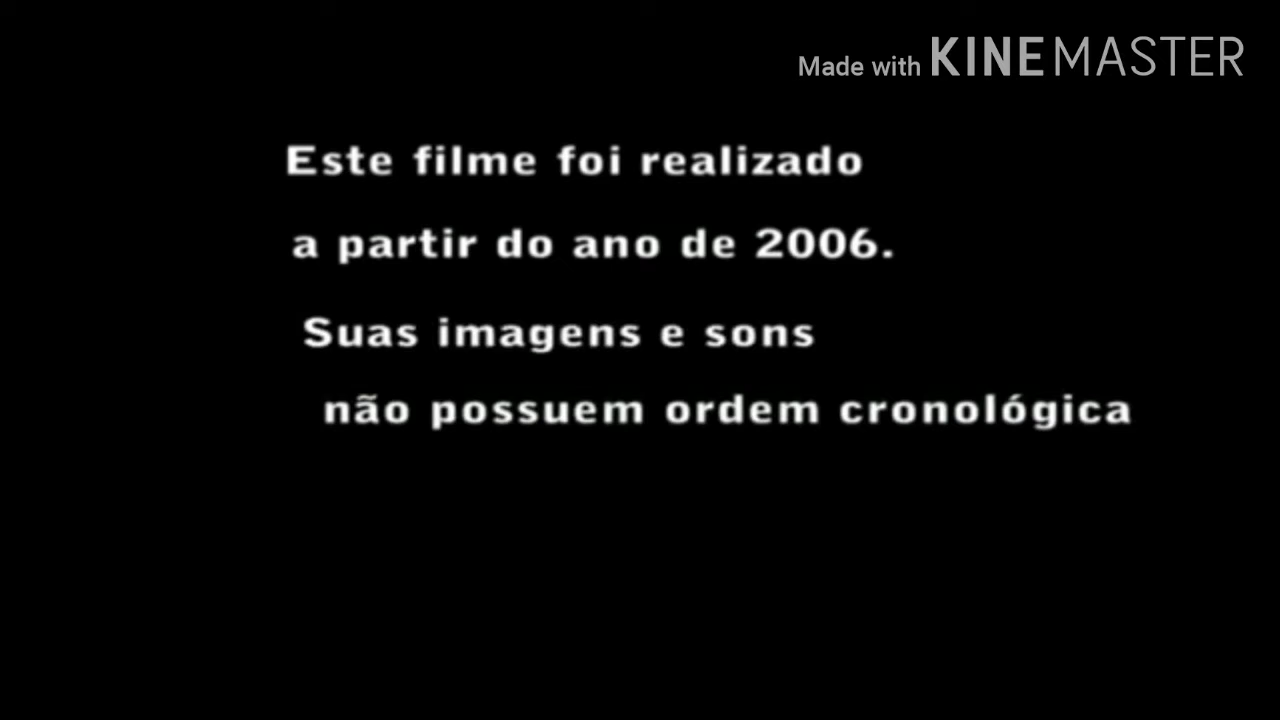 Made with KINEMASTER
Este filme foi realizado
a partir do ano de 2006.
Suas imagens e sons
não possuem ordem cronológica